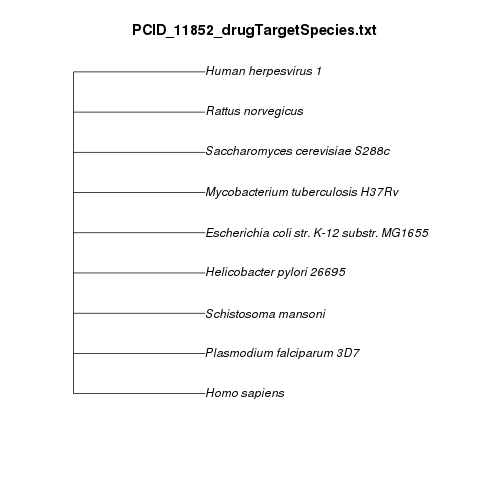 PCID_11852_drugTargetSpecies.txt
Human herpesvirus 1
Rattus norvegicus
Saccharomyces cerevisiae S288c
Mycobacterium tuberculosis H37Rv
Escherichia coli str. K-12 substr. MG1655
Helicobacter pylori 26695
Schistosoma mansoni
Plasmodium falciparum 3D7
Homo sapiens